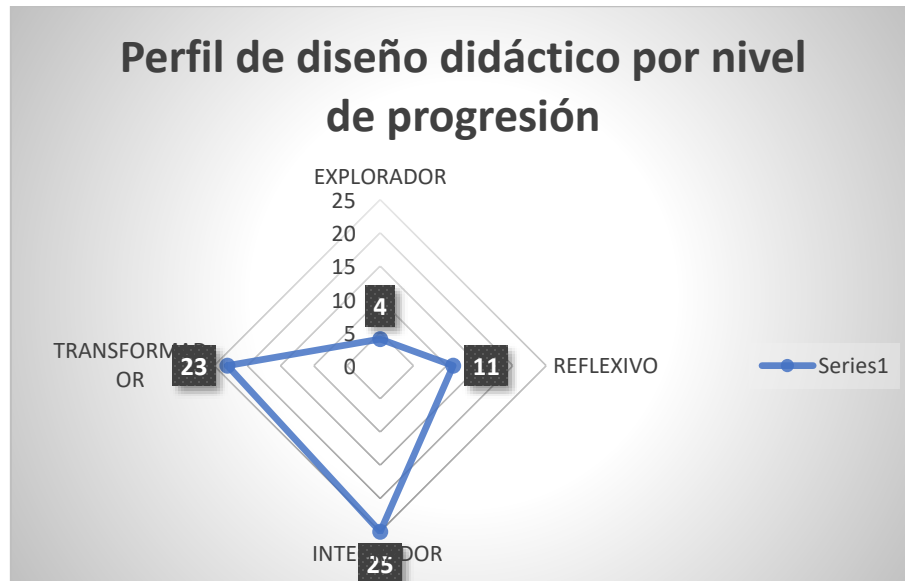 Perfil de diseño didáctico por nivel
de progresión
EXPLORADOR
25
20
15
10
5
0
4
TRANSFORMAD
OR
23
11
REFLEXIVO
Series1
25